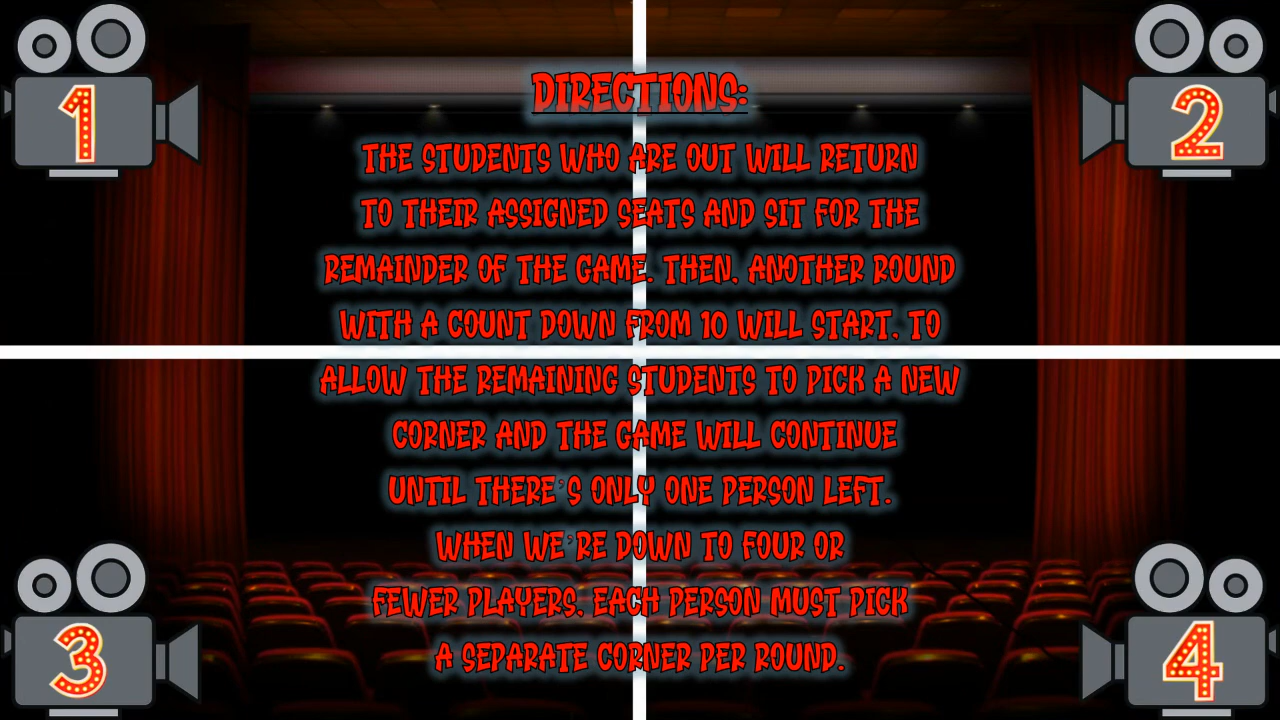 1
2
DIRECTIONS:
THE STUDENTS WHO ARE OUT WILL RETURN
TO THEIR ASSIGNED SEATS AND SIT FOR THE
REMAINDER OF THE GAME. THEN, ANOTHER ROUND
WITH A COUNT DOWN FROM 10 WILL START, TO
ALLOW THE REMAINING STUDENTS TO PICK A NEW
CORNER AND THE GAME WILL CONTINUE
UNTIL THERE'S ONLY ONE PERSON LEFT.
WHEN WE'RE DOWN TO FOUR OR
FEWER PLAYERS, EACH PERSON MUST PICK
A SEPARATE CORNER PER ROUND.
3
4